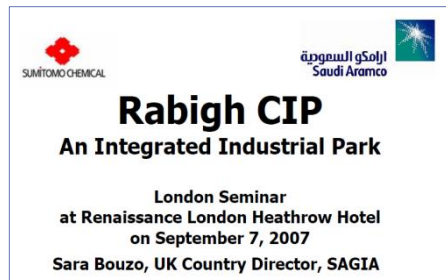 SUMITOMO CHEMICAL
ارامكو السعودية
Saudi Aramco
Rabigh CIP
An Integrated Industrial Park
London Seminar
at Renaissance London Heathrow Hotel
on September 7, 2007
Sara Bouzo, UK Country Director, SAGIA